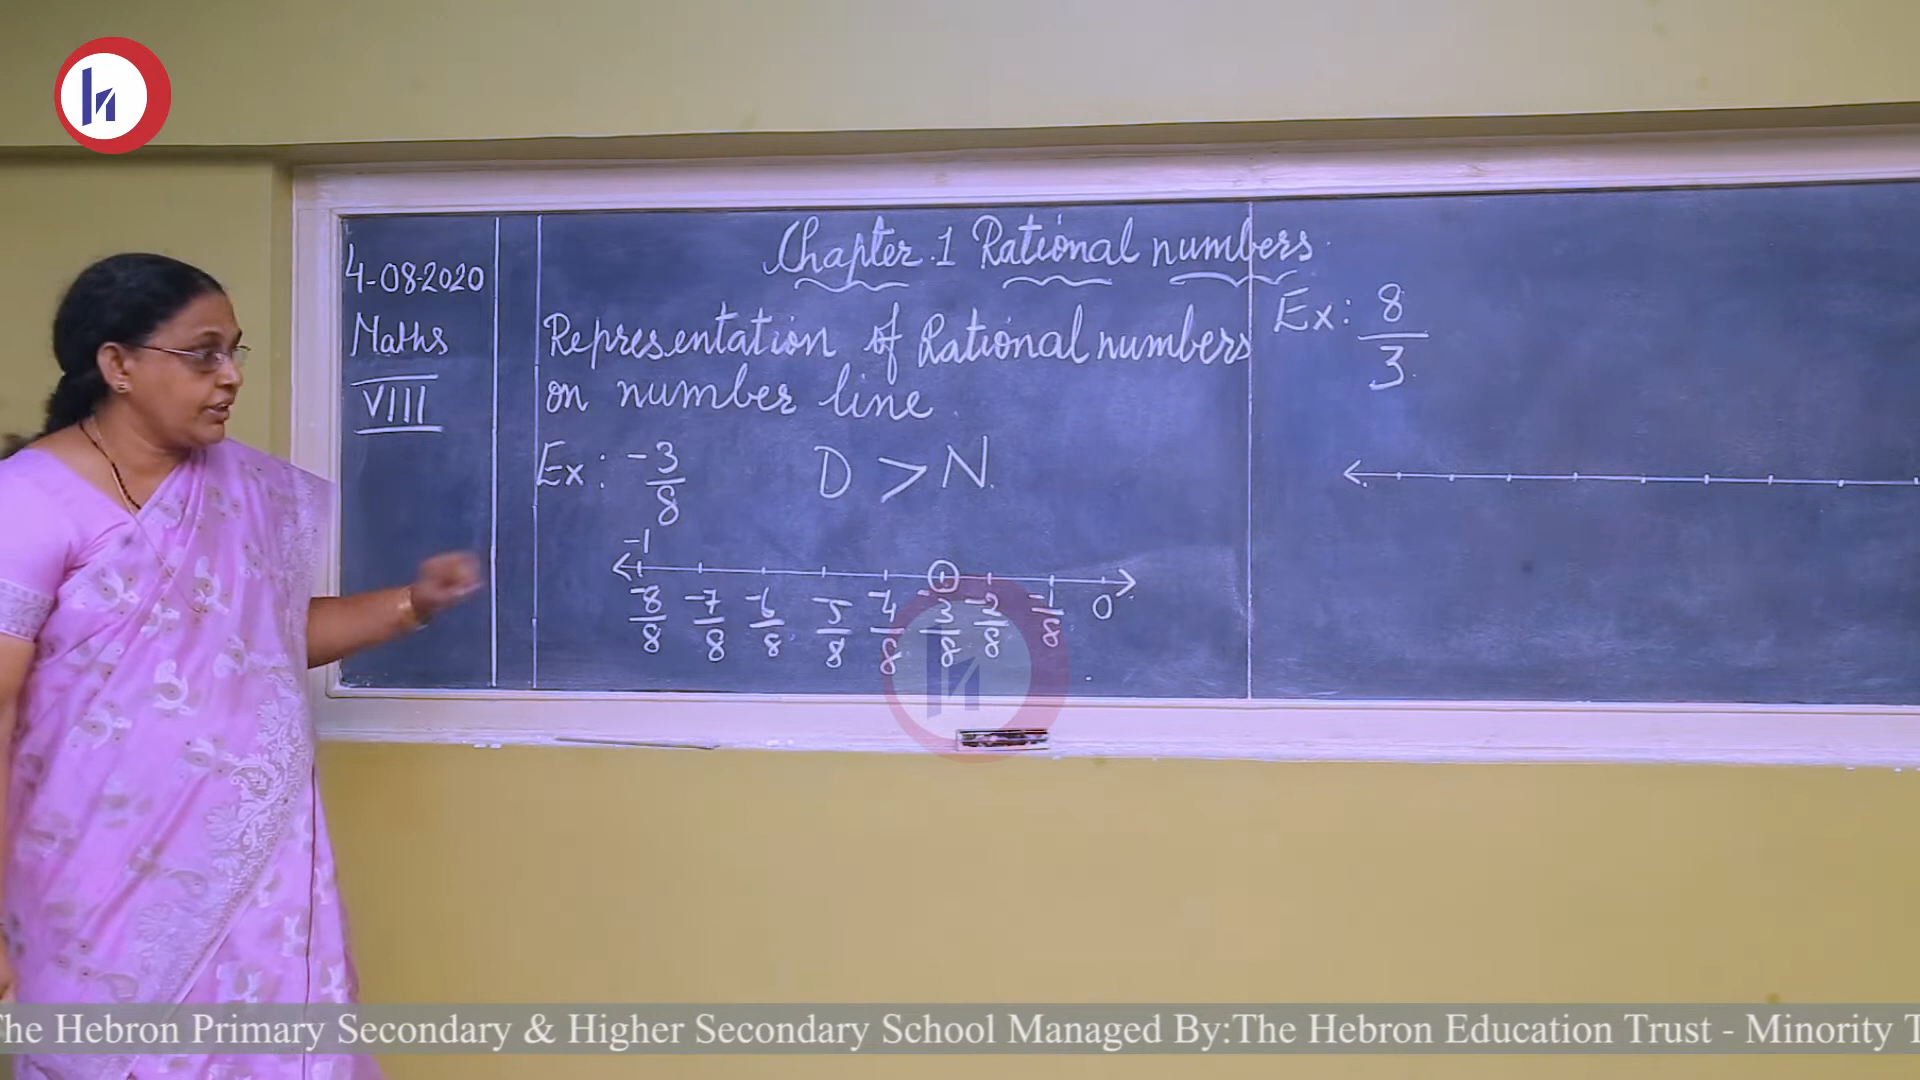 4-08-2020
Maths
VIII
Chapter.1 Rational numbers
Representation of Rational numbers
on number line
Ex: -3/8 D > N
-1
-8/8 -7/8 -6/8 -5/8 -4/8 -3/8 -2/8 -1/8 0
Ex: 8/3
The Hebron Primary Secondary & Higher Secondary School Managed By:The Hebron Education Trust - Minority T